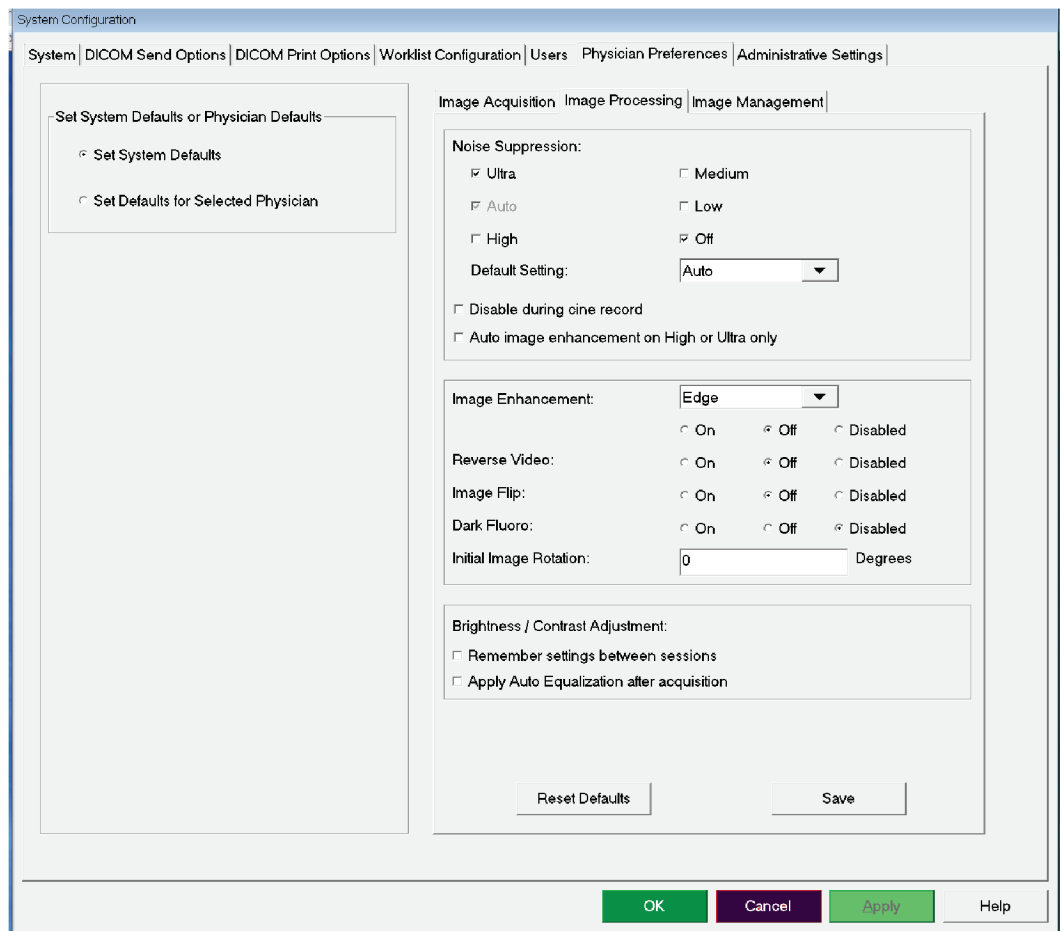 System Configuration
System DICOM Send Options DICOM Print Options Worklist Configuration Users Physician Preferences Administrative Settings
Set System Defaults or Physician Defaults
Set System Defaults
Set Defaults for Selected Physician
Image Acquisition Image Processing Image Management
Noise Suppression:
Ultra Medium
Auto Low
High Off
Default Setting: Auto
Disable during cine record
Auto image enhancement on High or Ultra only
Image Enhancement: Edge
On Off Disabled
Reverse Video: On Off Disabled
Image Flip: On Off Disabled
Dark Fluoro: On Off Disabled
Initial Image Rotation: 0 Degrees
Brightness / Contrast Adjustment:
Remember settings between sessions
Apply Auto Equalization after acquisition
Reset Defaults Save
OK Cancel Apply Help